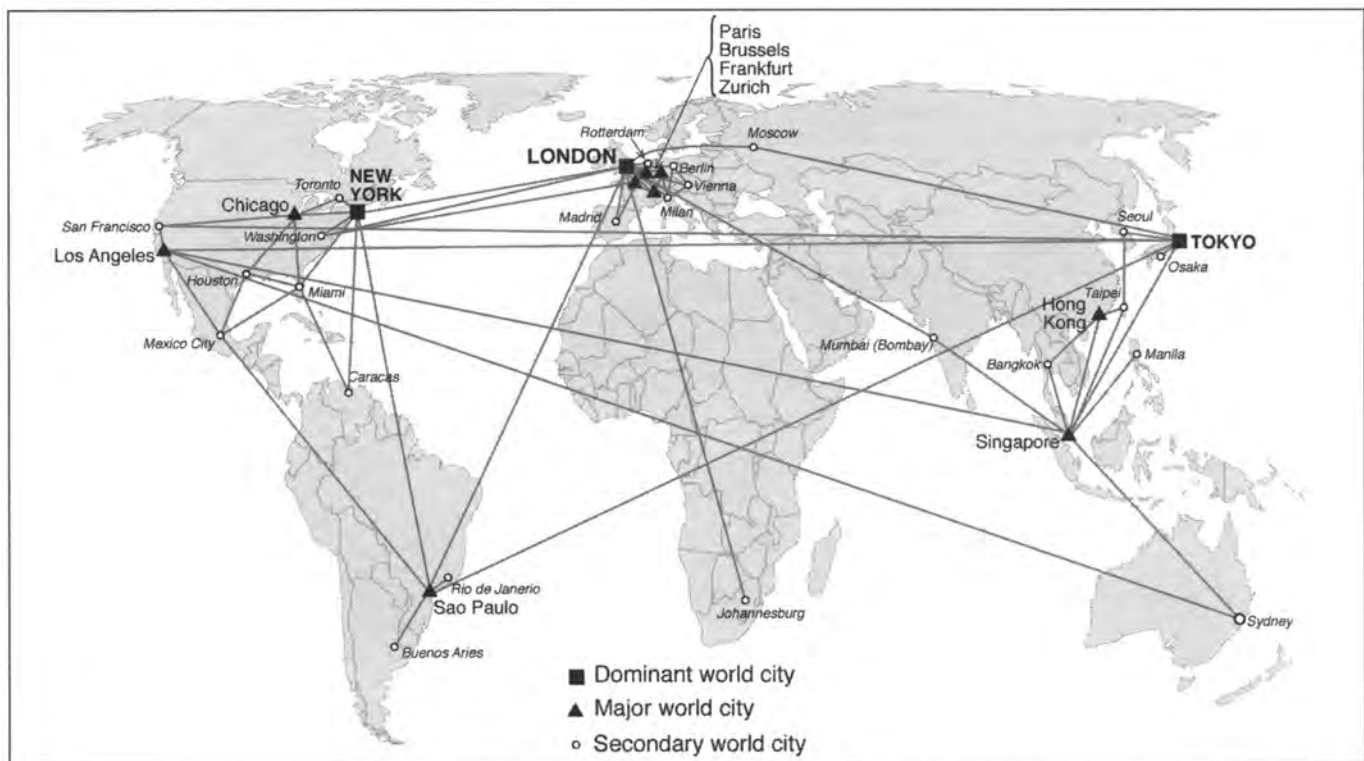 Paris
Brussels
Frankfurt
Zurich
Rotterdam
Moscow
LONDON
Berlin
Vienna
Madrid
Milan
NEW
YORK
Toronto
Chicago
San Francisco
Washington
Los Angeles
Houston
Miami
Mexico City
Caracas
Seoul
TOKYO
Osaka
Taipei
Hong
Kong
Mumbai (Bombay)
Bangkok
Manila
Singapore
Rio de Janerio
Sao Paulo
Johannesburg
Sydney
Buenos Aries
Dominant world city
Major world city
Secondary world city